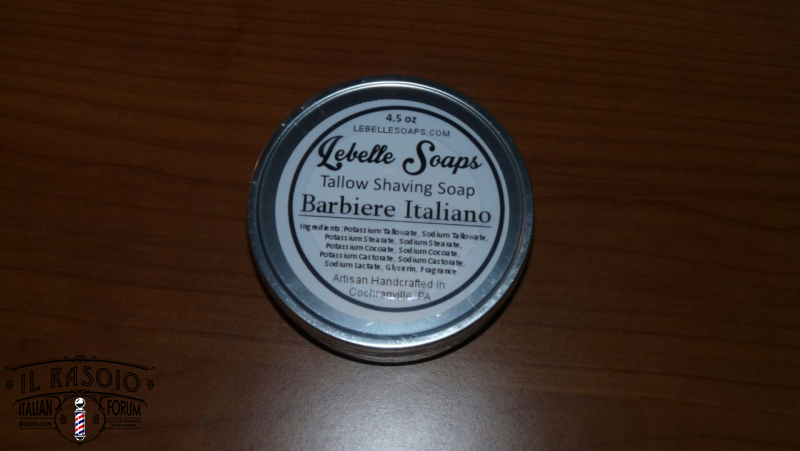 4.5 oz
LEBELLESOAPS.COM
Lebelle Soaps
Tallow Shaving Soap
Barbiere Italiano
Ingredients: Potassium Tallowate, Sodium Tallowate,
Potassium Stearate, Sodium Stearate,
Potassium Cocoate, Sodium Cocoate,
Potassium Castorate, Sodium Castorate,
Sodium Lactate, Glycerin, Fragrance
Artisan Handcrafted in
Cochranville, PA
IL RASOIO
ITALIAN FORUM
ilrasoio.com